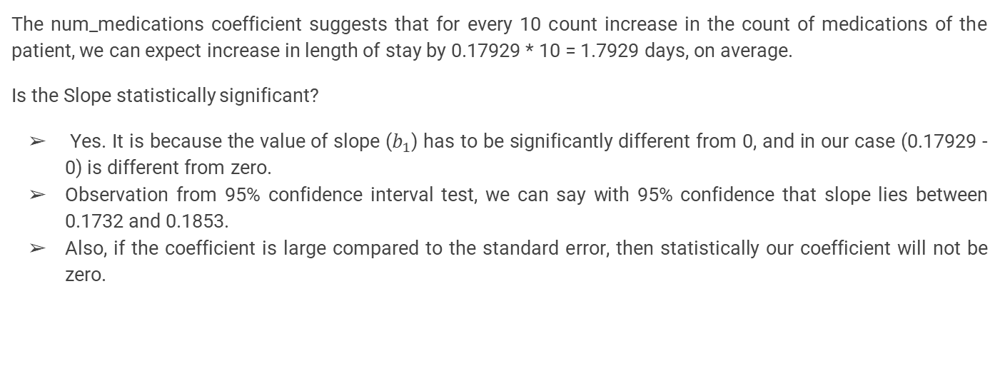 The num_medications coefficient suggests that for every 10 count increase in the count of medications of the
patient, we can expect increase in length of stay by 0.17929 * 10 = 1.7929 days, on average.
Is the Slope statistically significant?
➢ Yes. It is because the value of slope (b₁) has to be significantly different from 0, and in our case (0.17929 -
0) is different from zero.
➢ Observation from 95% confidence interval test, we can say with 95% confidence that slope lies between
0.1732 and 0.1853.
➢ Also, if the coefficient is large compared to the standard error, then statistically our coefficient will not be
zero.